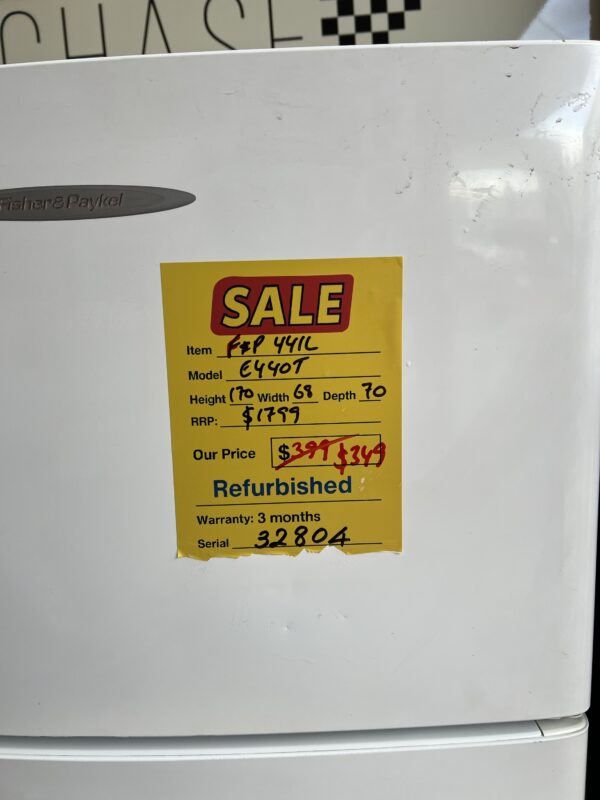 CHASE
Fisher&Paykel
SALE
Item F&P 441L
Model E440T
Height 170 Width 68 Depth 70
RRP: $1799
Our Price $399 $349
Refurbished
Warranty: 3 months
Serial 32804